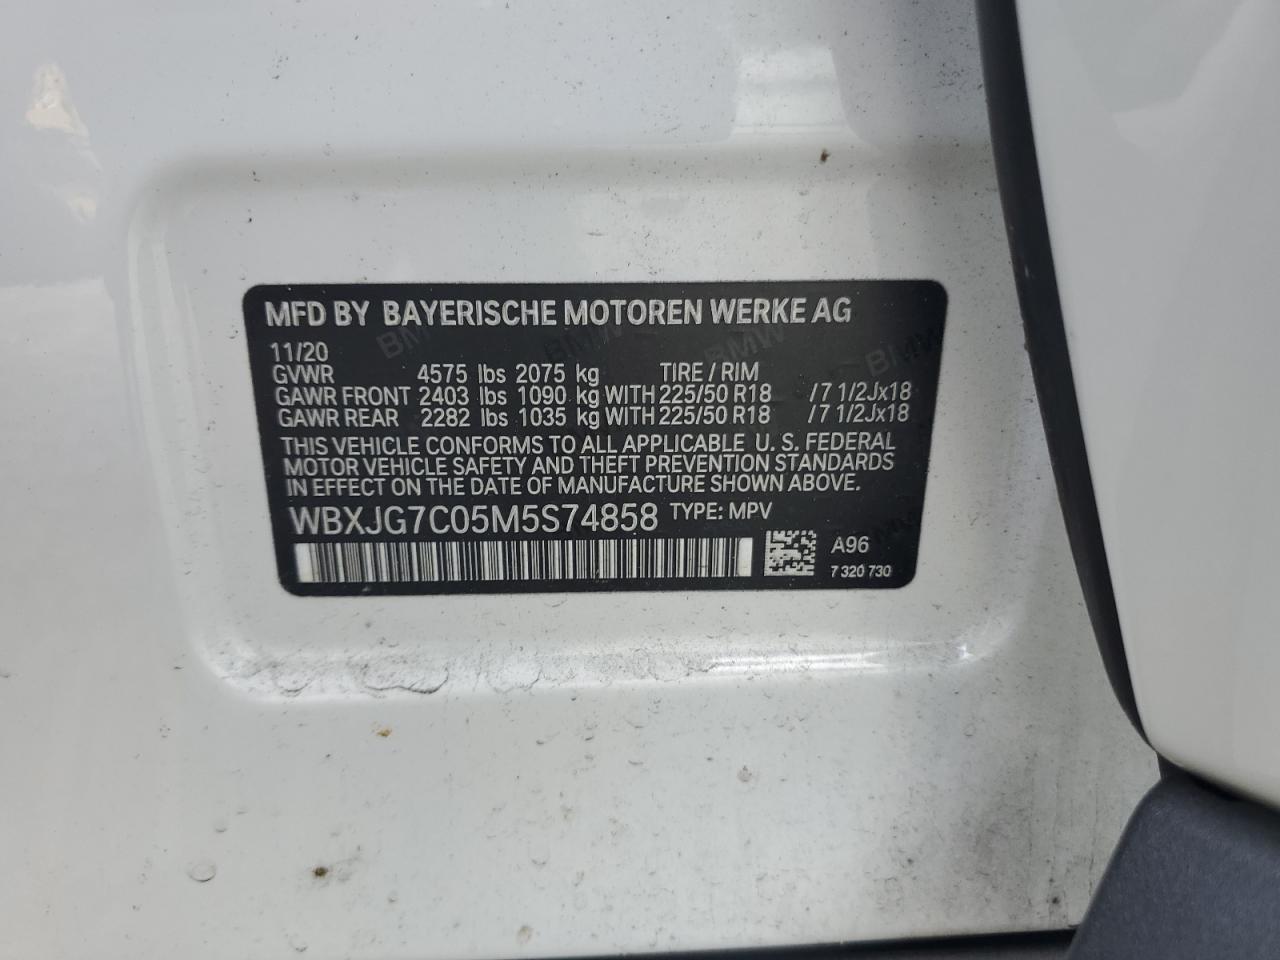 MFD BY BAYERISCHE MOTOREN WERKE AG
11/20
GVWR 4575 lbs 2075 kg TIRE / RIM
GAWR FRONT 2403 lbs 1090 kg WITH 225/50 R18 /7 1/2Jx18
GAWR REAR 2282 lbs 1035 kg WITH 225/50 R18 /7 1/2Jx18
THIS VEHICLE CONFORMS TO ALL APPLICABLE U. S. FEDERAL
MOTOR VEHICLE SAFETY AND THEFT PREVENTION STANDARDS
IN EFFECT ON THE DATE OF MANUFACTURE SHOWN ABOVE.
WBXJG7C05M5S74858 TYPE: MPV
A96
7 320 730